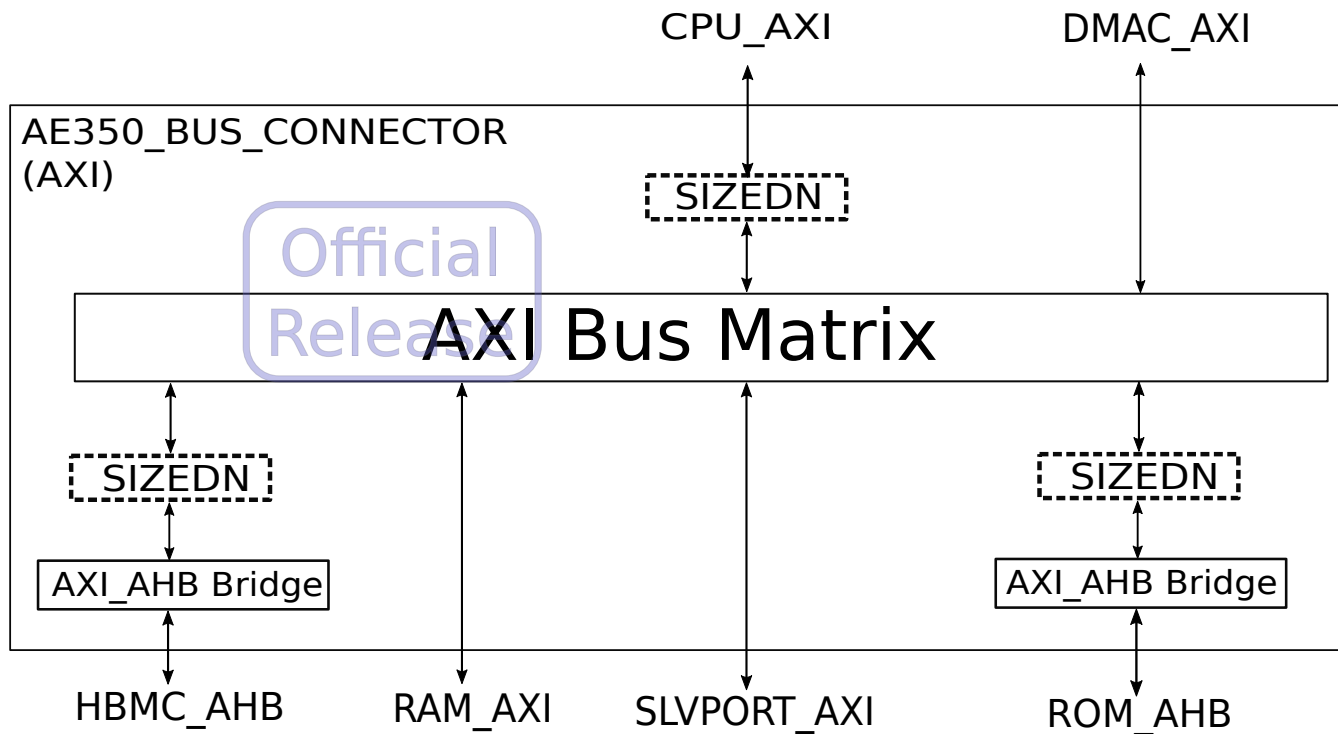 CPU_AXI
DMAC_AXI
AE350_BUS_CONNECTOR
(AXI)
SIZEDN
Official
Release
AXI Bus Matrix
SIZEDN
SIZEDN
AXI_AHB Bridge
AXI_AHB Bridge
HBMC_AHB
RAM_AXI
SLVPORT_AXI
ROM_AHB